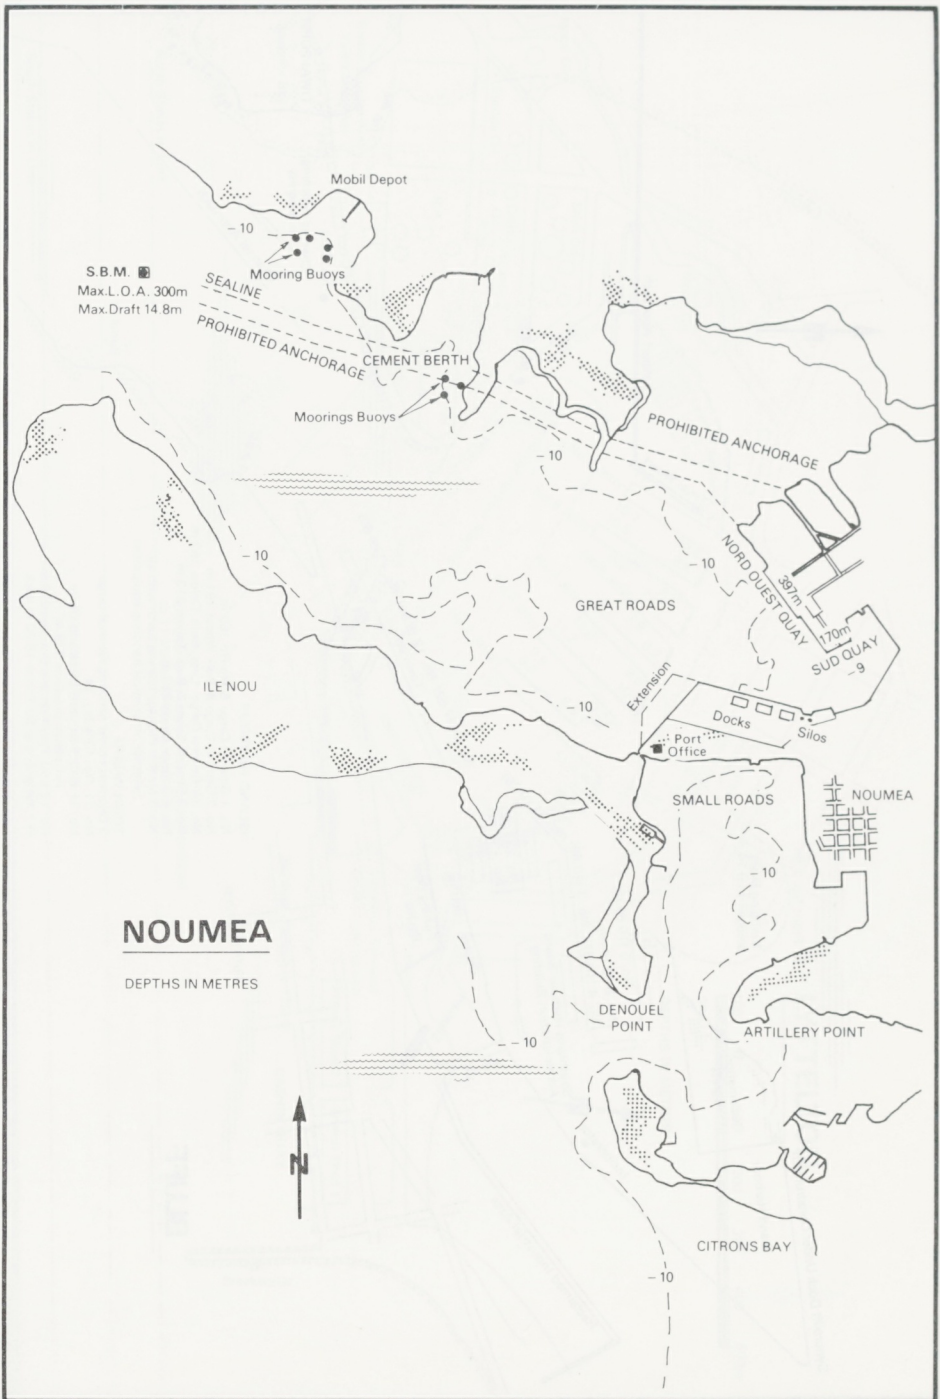 Mobil Depot
-10
Mooring Buoys
S.B.M.
Max.L.O.A. 300m
Max.Draft 14.8m
SEALINE
PROHIBITED ANCHORAGE
CEMENT BERTH
Moorings Buoys
PROHIBITED ANCHORAGE
-10
-10
-10
NORD OUEST QUAY
397m
170m
SUD QUAY
-9
GREAT ROADS
ILE NOU
Extension
-10
Docks
Silos
Port
Office
SMALL ROADS
NOUMEA
-10
NOUMEA
DEPTHS IN METRES
DENOUEL
POINT
ARTILLERY POINT
-10
N
CITRONS BAY
-10